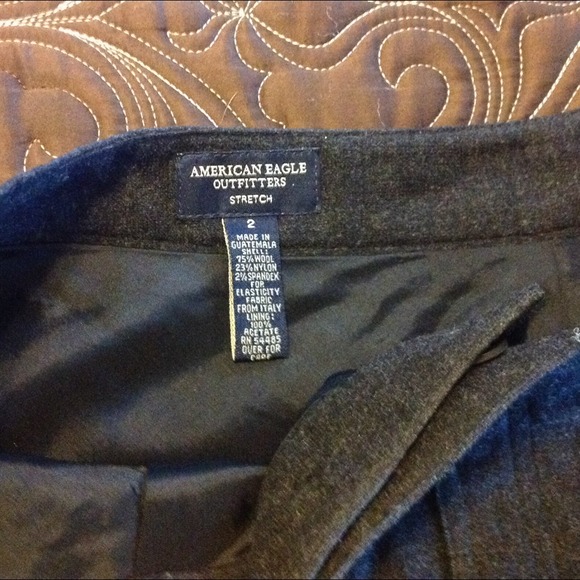 AMERICAN EAGLE
OUTFITTERS
STRETCH
2
MADE IN
GUATEMALA
SHELL:
75%WOOL
23%NYLON
2%SPANDEX
FOR
ELASTICITY
FABRIC
FROM ITALY
LINING:
100%
ACETATE
RN 54485
OVER FOR
CARE